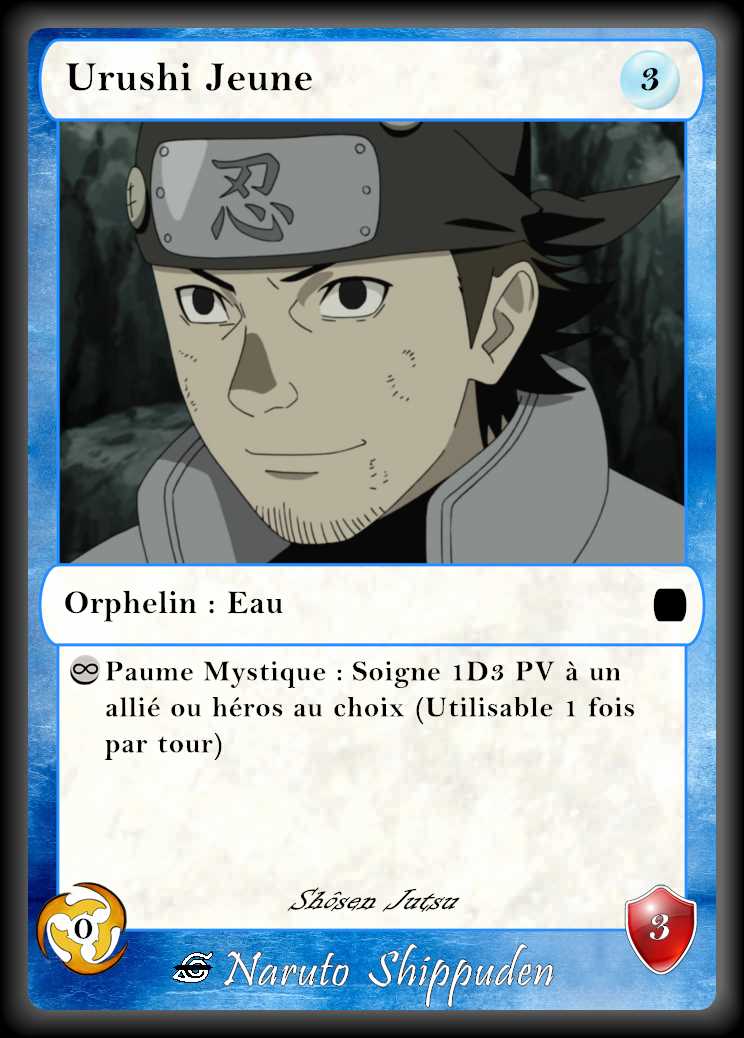 Urushi Jeune
3
忍
Orphelin : Eau
∞ Paume Mystique : Soigne 1D3 PV à un
allié ou héros au choix (Utilisable 1 fois
par tour)
Shôsen Jutsu
0
3
Naruto Shippuden